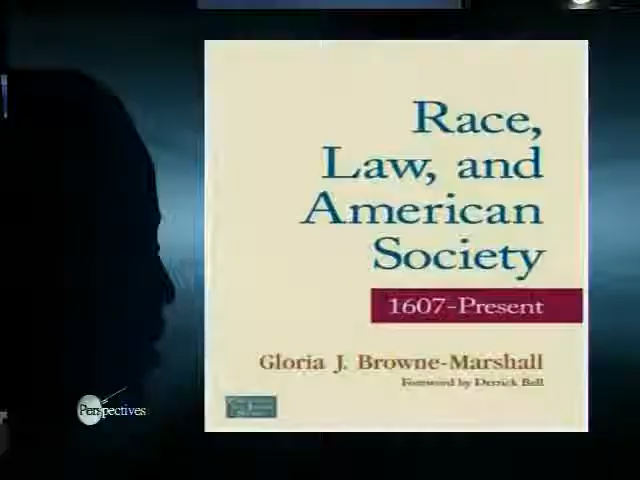 Race,
Law, and
American
Society
1607-Present
Gloria J. Browne-Marshall
Foreword by Derrick Bell
Perspectives